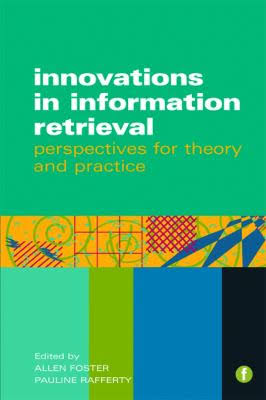 innovations
in information
retrieval
perspectives for theory
and practice
Edited by
ALLEN FOSTER
PAULINE RAFFERTY
f